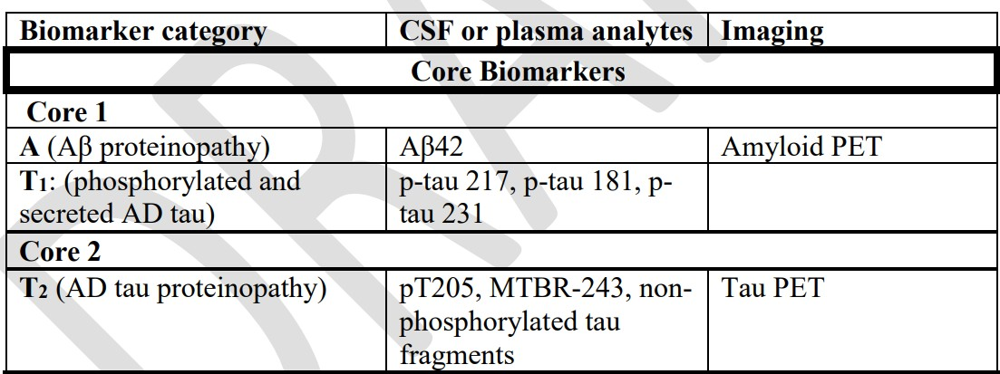 Biomarker category CSF or plasma analytes Imaging
Core Biomarkers
Core 1
A (Aβ proteinopathy) Aβ42 Amyloid PET
T1: (phosphorylated and secreted AD tau) p-tau 217, p-tau 181, p-
tau 231
Core 2
T2 (AD tau proteinopathy) pT205, MTBR-243, non-
phosphorylated tau
fragments
Tau PET